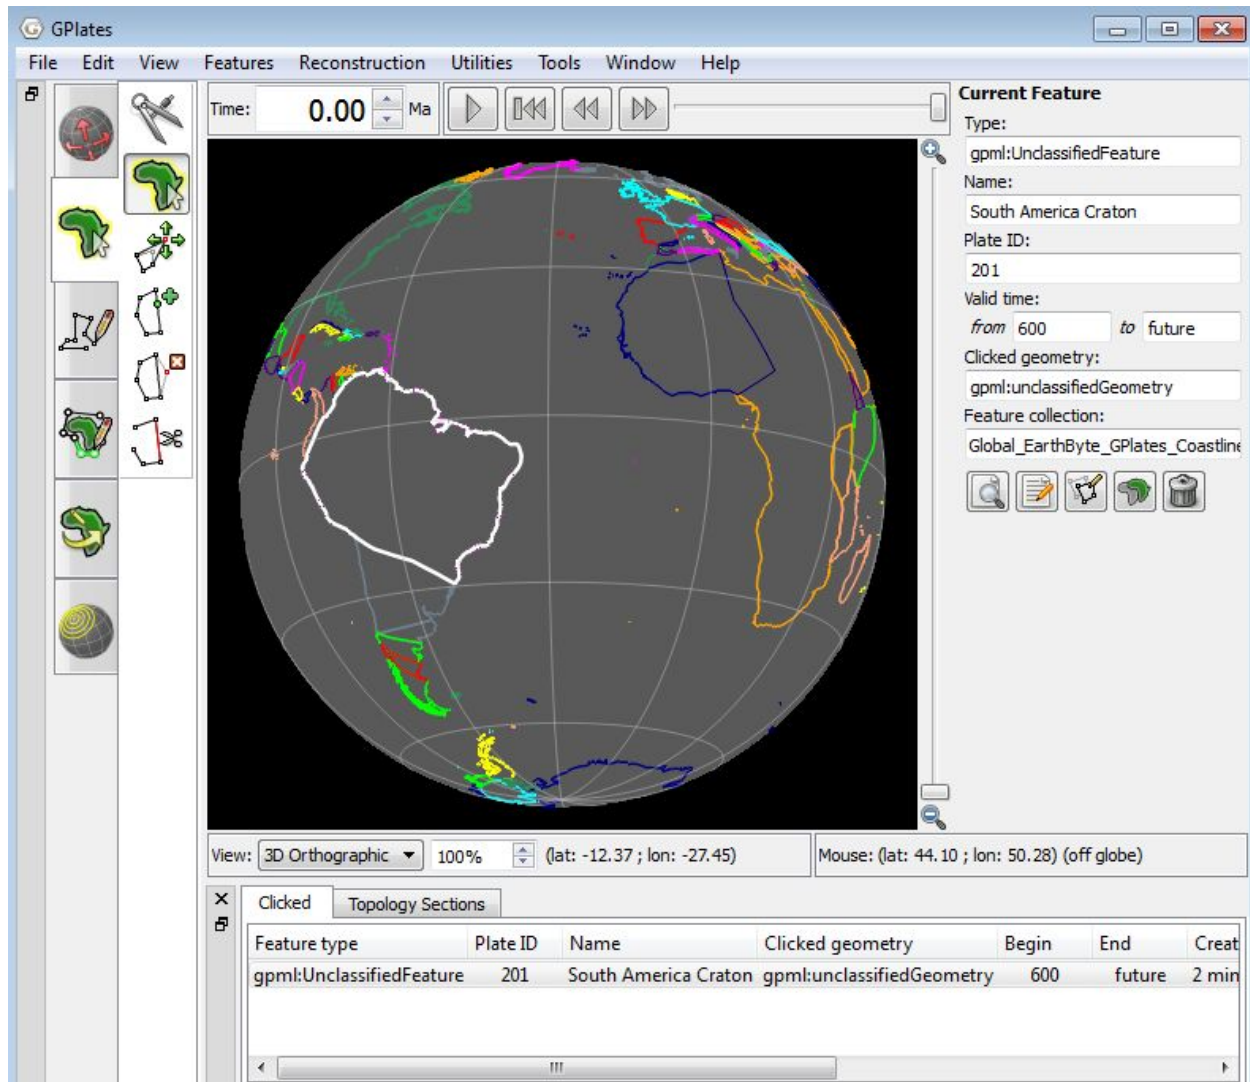 GPlates
File Edit View Features Reconstruction Utilities Tools Window Help
Time: 0.00 Ma
Current Feature
Type:
gpml:UnclassifiedFeature
Name:
South America Craton
Plate ID:
201
Valid time:
from 600 to future
Clicked geometry:
gpml:unclassifiedGeometry
Feature collection:
Global_EarthByte_GPlates_Coastline
View: 3D Orthographic 100% (lat: -12.37 ; lon: -27.45) Mouse: (lat: 44.10 ; lon: 50.28) (off globe)
Clicked Topology Sections
Feature type Plate ID Name Clicked geometry Begin End Creat
gpml:UnclassifiedFeature 201 South America Craton gpml:unclassifiedGeometry 600 future 2 min